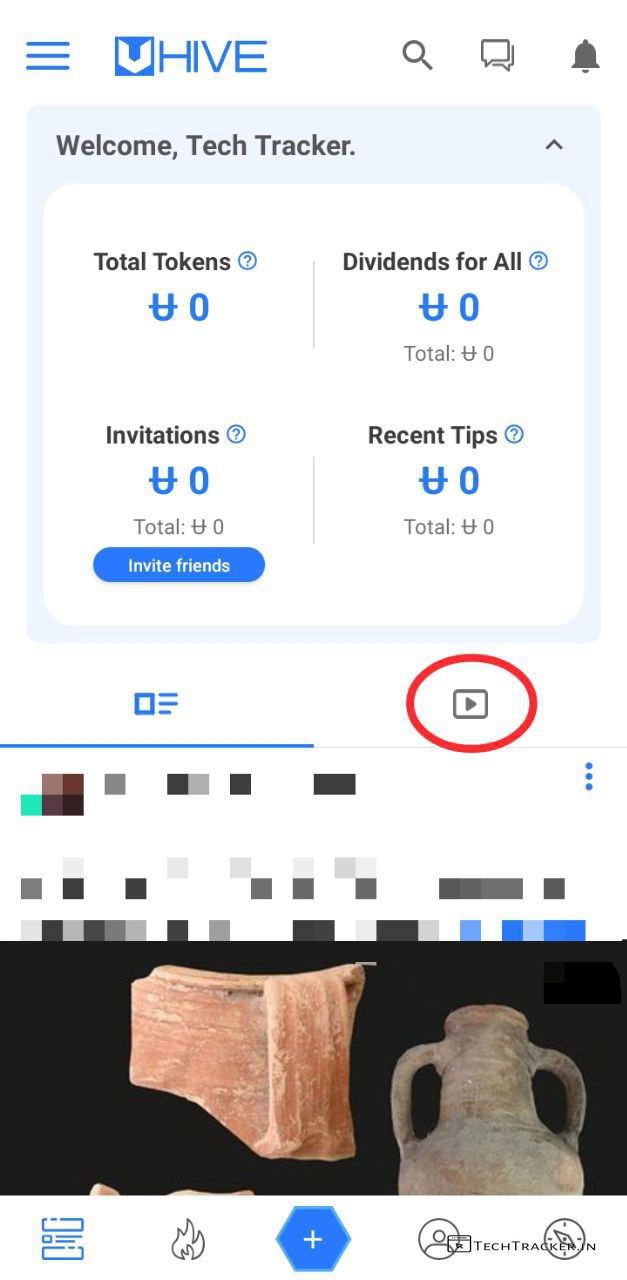 UHIVE
Welcome, Tech Tracker.
Total Tokens ?
Dividends for All ?
Ʉ 0
Ʉ 0
Total: Ʉ 0
Invitations ?
Recent Tips ?
Ʉ 0
Ʉ 0
Total: Ʉ 0
Total: Ʉ 0
Invite friends
TECHTRACKER.IN